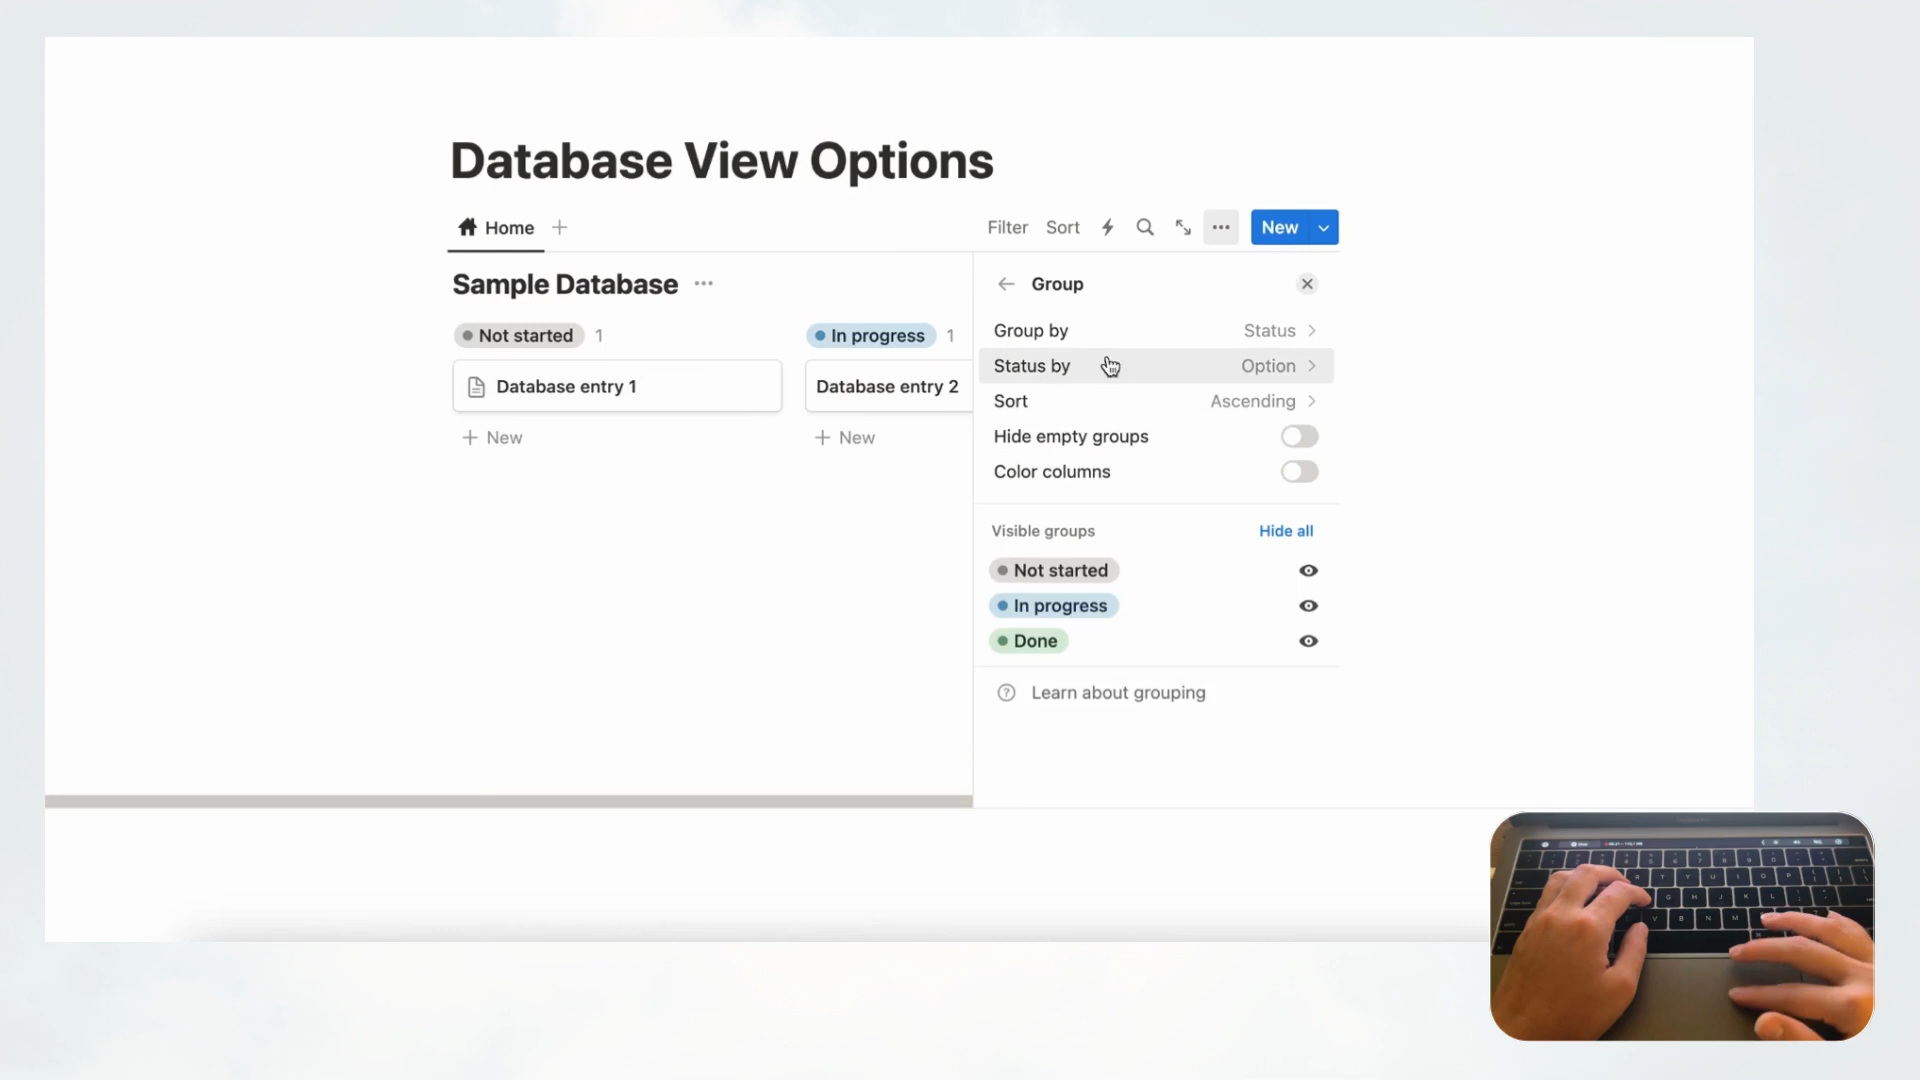 Database View Options
Home
Filter Sort
New
Sample Database
Not started 1
In progress 1
Database entry 1
Database entry 2
New
New
Group
Group by Status
Status by Option
Sort Ascending
Hide empty groups
Color columns
Visible groups Hide all
Not started
In progress
Done
Learn about grouping